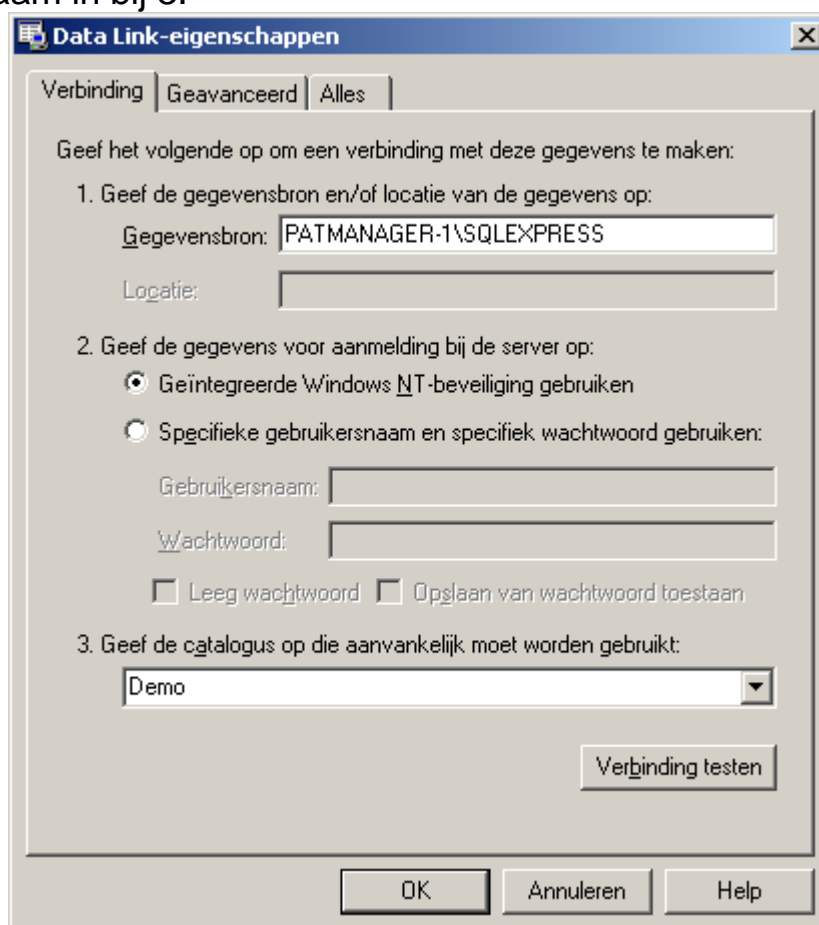 aam in bij 3.
Data Link-eigenschappen
Verbinding Geavanceerd Alles
Geef het volgende op om een verbinding met deze gegevens te maken:
1. Geef de gegevensbron en/of locatie van de gegevens op:
Gegevensbron: PATMANAGER-1\SQLEXPRESS
Locatie:
2. Geef de gegevens voor aanmelding bij de server op:
Geïntegreerde Windows NT-beveiliging gebruiken
Specifieke gebruikersnaam en specifiek wachtwoord gebruiken:
Gebruikersnaam:
Wachtwoord:
Leeg wachtwoord Opslaan van wachtwoord toestaan
3. Geef de catalogus op die aanvankelijk moet worden gebruikt:
Demo
Verbinding testen
OK Annuleren Help